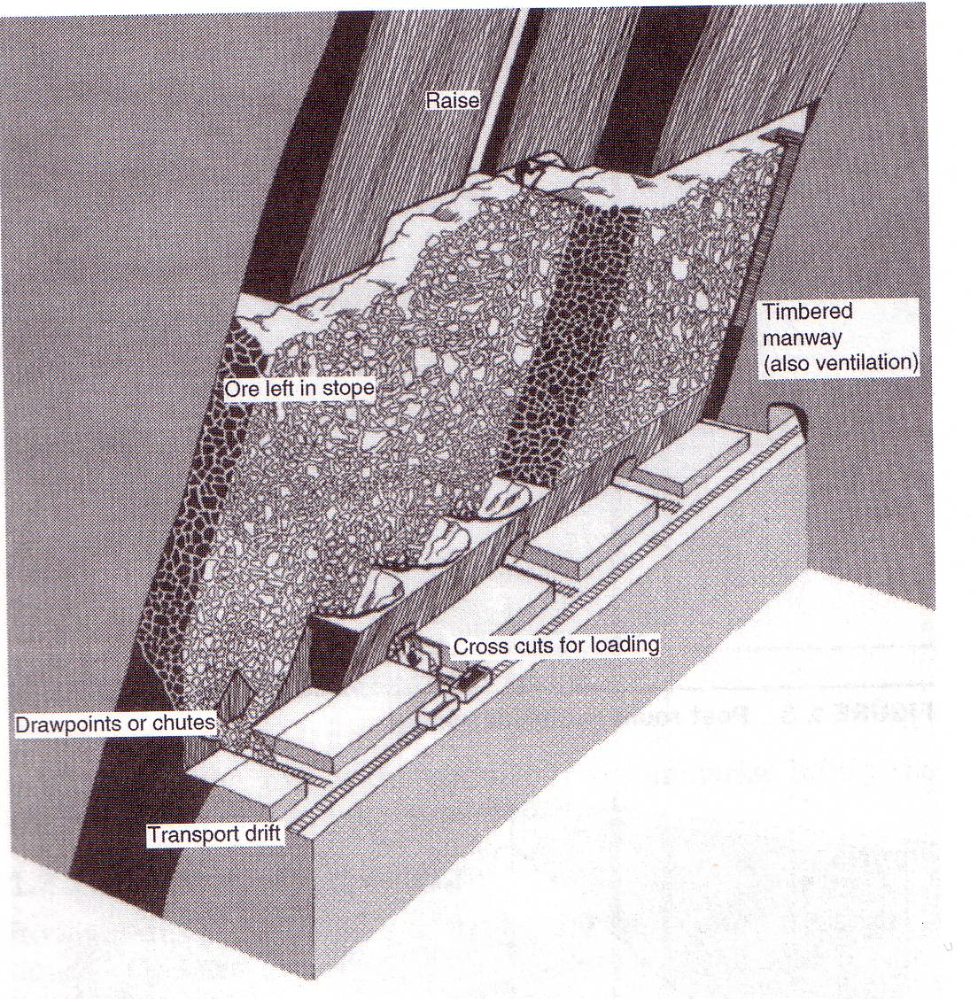 Raise
Timbered
manway
(also ventilation)
Ore left in stope
Cross cuts for loading
Drawpoints or chutes
Transport drift